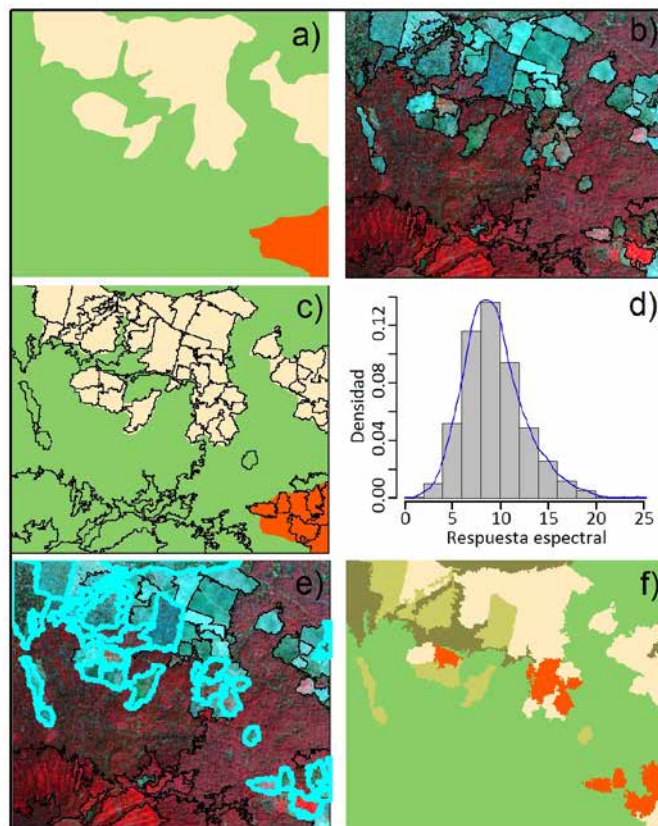 a)
b)
c)
d)
0.12
0.08
0.04
0.00
Densidad
0 5 10 15 20 25
Respuesta espectral
e)
f)